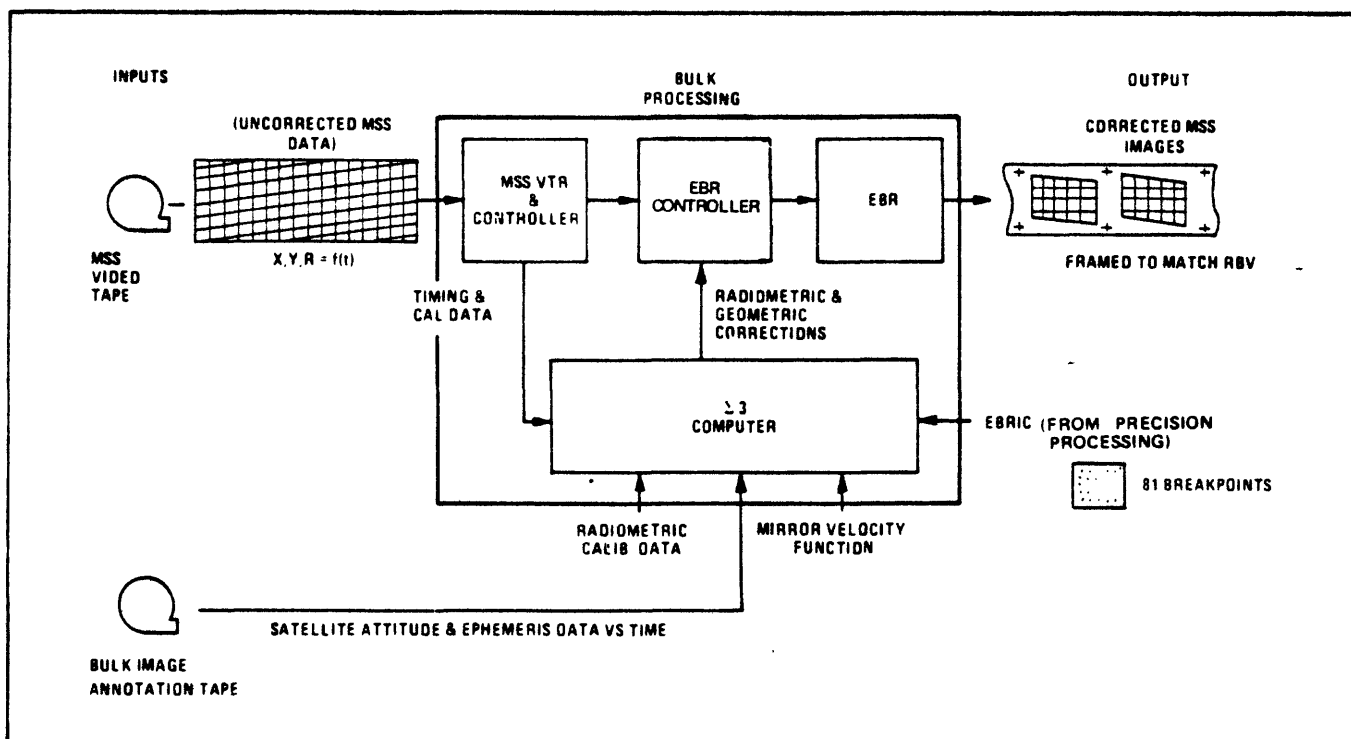 INPUTS
BULK
PROCESSING
OUTPUT
(UNCORRECTED MSS
DATA)
CORRECTED MSS
IMAGES
MSS VTR
&
CONTROLLER
EBR
CONTROLLER
EBR
MSS
VIDEO
TAPE
X,Y,R = f(t)
FRAMED TO MATCH RBV
TIMING &
CAL DATA
RADIOMETRIC &
GEOMETRIC
CORRECTIONS
3
COMPUTER
EBRIC (FROM PRECISION
PROCESSING)
81 BREAKPOINTS
RADIOMETRIC
CALIB DATA
MIRROR VELOCITY
FUNCTION
SATELLITE ATTITUDE & EPHEMERIS DATA VS TIME
BULK IMAGE
ANNOTATION TAPE